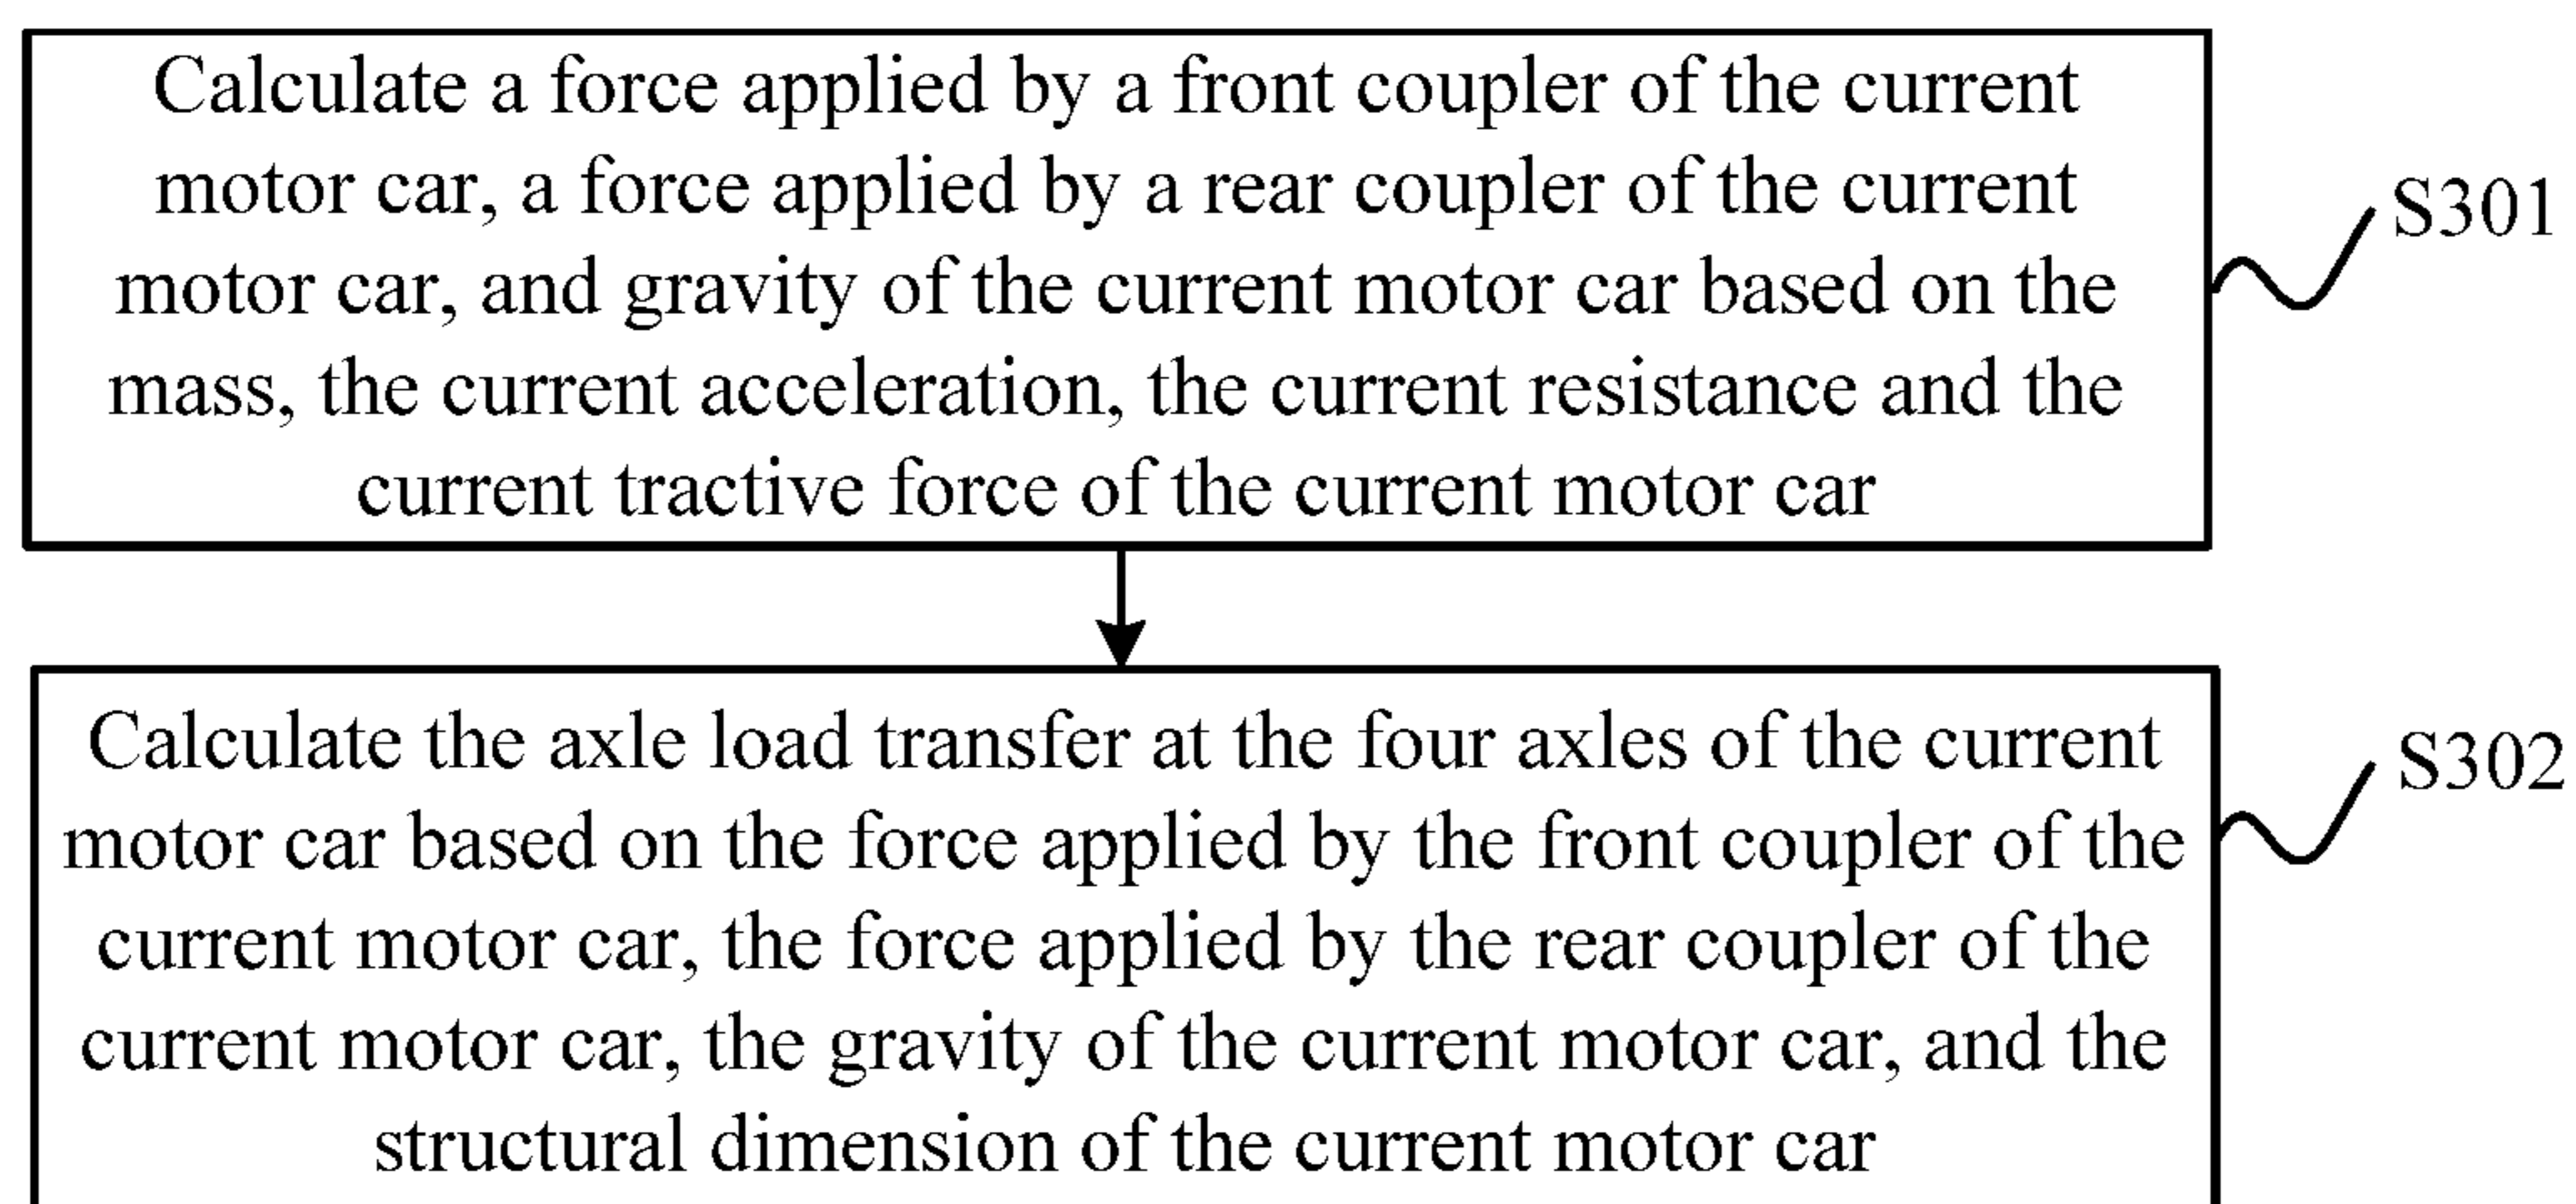 Calculate a force applied by a front coupler of the current
motor car, a force applied by a rear coupler of the current
motor car, and gravity of the current motor car based on the
mass, the current acceleration, the current resistance and the
current tractive force of the current motor car
S301
Calculate the axle load transfer at the four axles of the current
motor car based on the force applied by the front coupler of the
current motor car, the force applied by the rear coupler of the
current motor car, the gravity of the current motor car, and the
structural dimension of the current motor car
S302